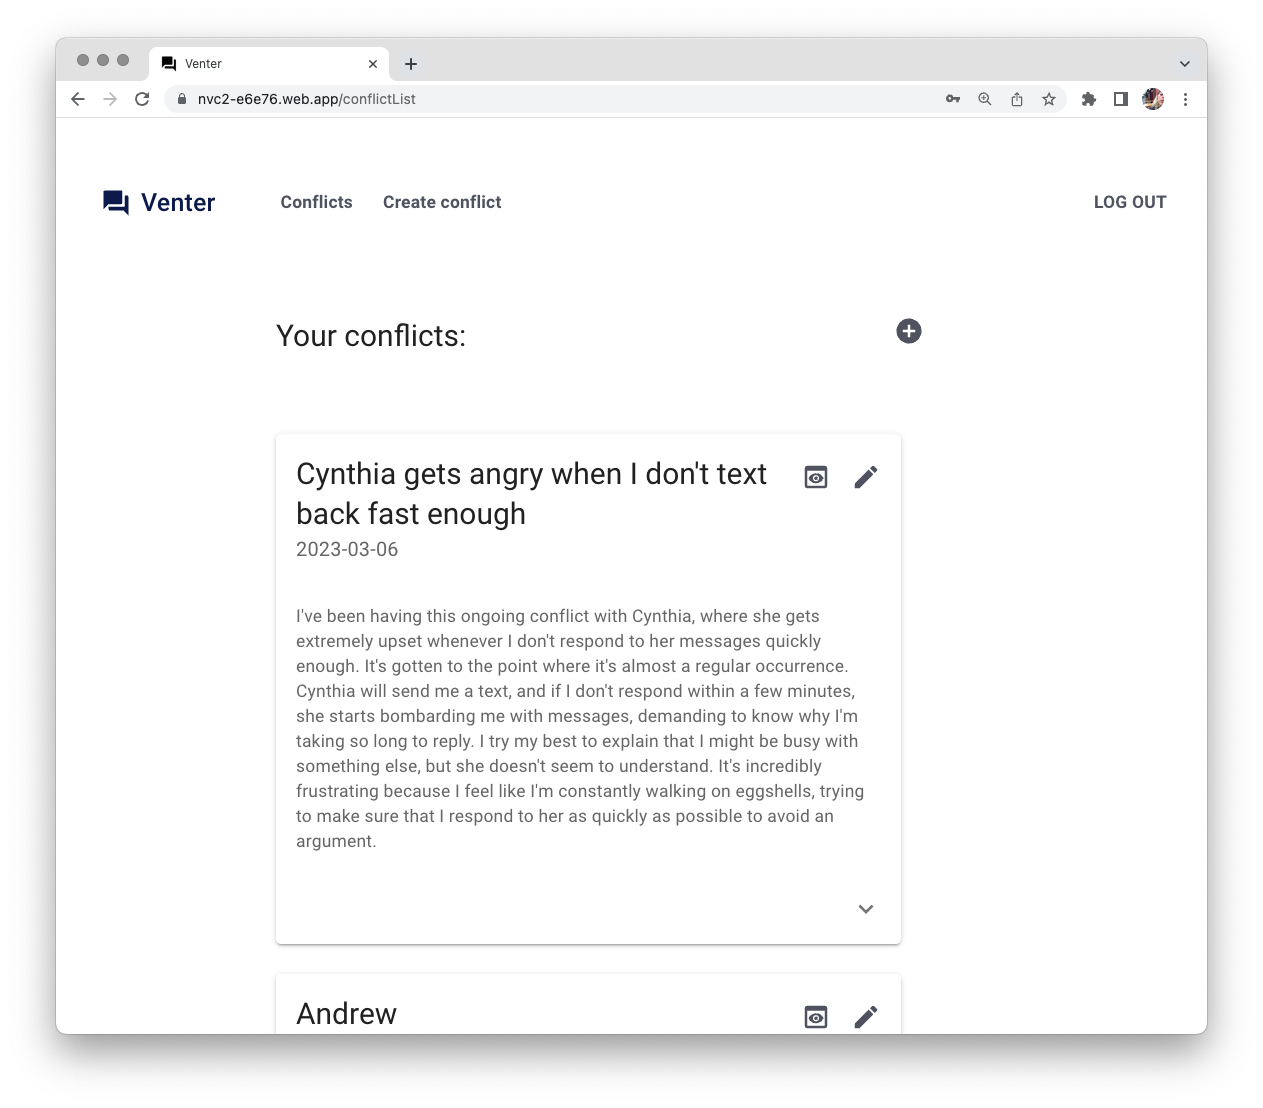 Venter
nvc2-e6e76.web.app/conflictList
Venter
Conflicts
Create conflict
LOG OUT
Your conflicts:
Cynthia gets angry when I don't text
back fast enough
2023-03-06
I've been having this ongoing conflict with Cynthia, where she gets
extremely upset whenever I don't respond to her messages quickly
enough. It's gotten to the point where it's almost a regular occurrence.
Cynthia will send me a text, and if I don't respond within a few minutes,
she starts bombarding me with messages, demanding to know why I'm
taking so long to reply. I try my best to explain that I might be busy with
something else, but she doesn't seem to understand. It's incredibly
frustrating because I feel like I'm constantly walking on eggshells, trying
to make sure that I respond to her as quickly as possible to avoid an
argument.
Andrew